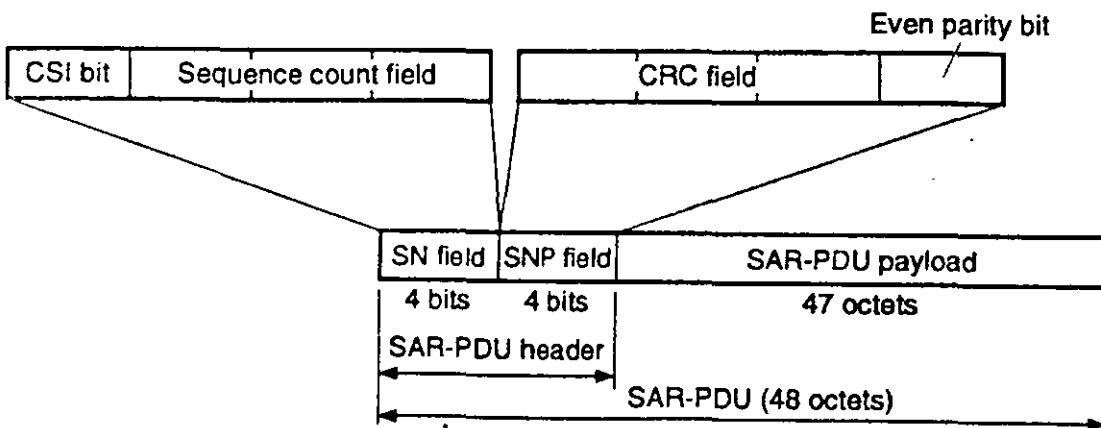 Even parity bit
CSI bit
Sequence count field
CRC field
SN field
SNP field
SAR-PDU payload
4 bits
4 bits
47 octets
SAR-PDU header
SAR-PDU (48 octets)